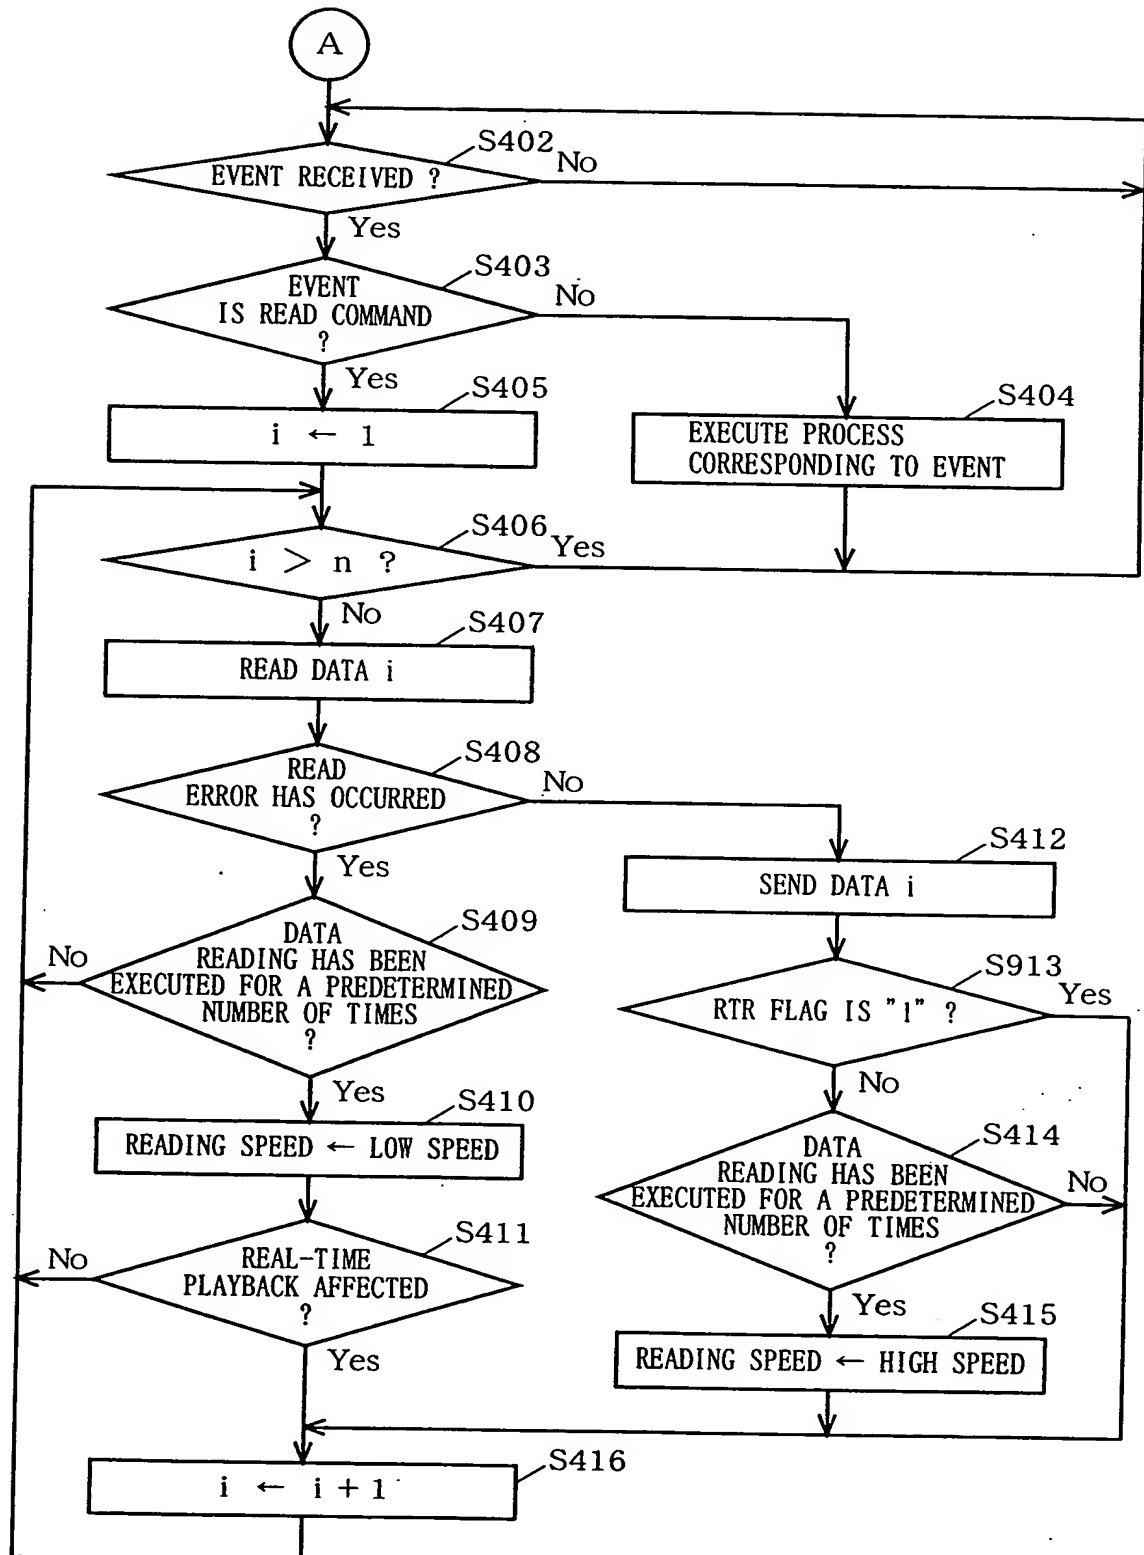 A
S402
EVENT RECEIVED ?
No
Yes
S403
EVENT
IS READ COMMAND
?
No
Yes
S405
i ← 1
S404
EXECUTE PROCESS
CORRESPONDING TO EVENT
S406
i > n ?
Yes
No
S407
READ DATA i
S408
READ
ERROR HAS OCCURRED
?
No
Yes
S412
SEND DATA i
S409
DATA
READING HAS BEEN
EXECUTED FOR A PREDETERMINED
NUMBER OF TIMES
?
No
Yes
S913
RTR FLAG IS "1" ?
Yes
No
S410
READING SPEED ← LOW SPEED
S414
DATA
READING HAS BEEN
EXECUTED FOR A PREDETERMINED
NUMBER OF TIMES
?
No
Yes
S411
REAL-TIME
PLAYBACK AFFECTED
?
No
Yes
S415
READING SPEED ← HIGH SPEED
S416
i ← i + 1